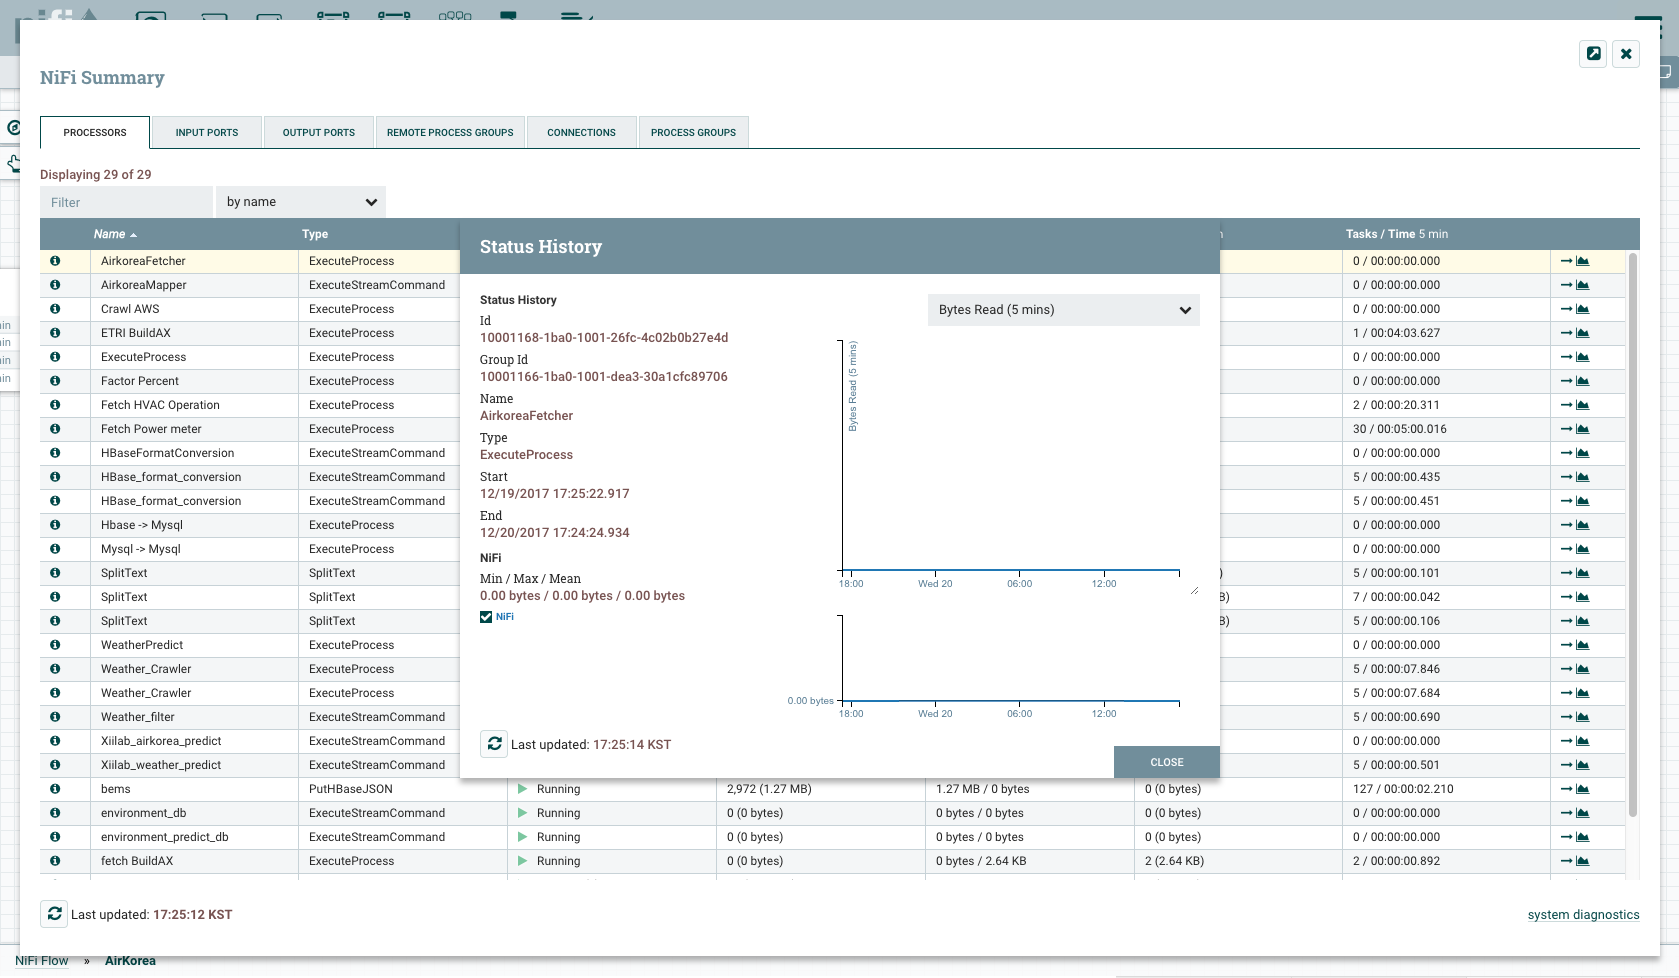 NiFi Summary
PROCESSORS INPUT PORTS OUTPUT PORTS REMOTE PROCESS GROUPS CONNECTIONS PROCESS GROUPS
Displaying 29 of 29
Filter by name
Name Type Tasks / Time 5 min
AirkoreaFetcher ExecuteProcess 0 / 00:00:00.000
AirkoreaMapper ExecuteStreamCommand 0 / 00:00:00.000
Crawl AWS ExecuteProcess 0 / 00:00:00.000
ETRI BuildAX ExecuteProcess 1 / 00:04:03.627
ExecuteProcess ExecuteProcess 0 / 00:00:00.000
Factor Percent ExecuteProcess 0 / 00:00:00.000
Fetch HVAC Operation ExecuteProcess 2 / 00:00:20.311
Fetch Power meter ExecuteProcess 30 / 00:05:00.016
HBaseFormatConversion ExecuteStreamCommand 0 / 00:00:00.000
HBase_format_conversion ExecuteStreamCommand 5 / 00:00:00.435
HBase_format_conversion ExecuteStreamCommand 5 / 00:00:00.451
Hbase -> Mysql ExecuteProcess 0 / 00:00:00.000
Mysql -> Mysql ExecuteProcess 0 / 00:00:00.000
SplitText SplitText ) 5 / 00:00:00.101
SplitText SplitText B) 7 / 00:00:00.042
SplitText SplitText B) 5 / 00:00:00.106
WeatherPredict ExecuteProcess 0 / 00:00:00.000
Weather_Crawler ExecuteProcess 5 / 00:00:07.846
Weather_Crawler ExecuteProcess 5 / 00:00:07.684
Weather_filter ExecuteStreamCommand 5 / 00:00:00.690
Xiilab_airkorea_predict ExecuteStreamCommand 0 / 00:00:00.000
Xiilab_weather_predict ExecuteStreamCommand 5 / 00:00:00.501
bems PutHBaseJSON Running 2,972 (1.27 MB) 1.27 MB / 0 bytes 0 (0 bytes) 127 / 00:00:02.210
environment_db ExecuteStreamCommand Running 0 (0 bytes) 0 bytes / 0 bytes 0 (0 bytes) 0 / 00:00:00.000
environment_predict_db ExecuteStreamCommand Running 0 (0 bytes) 0 bytes / 0 bytes 0 (0 bytes) 0 / 00:00:00.000
fetch BuildAX ExecuteProcess Running 0 (0 bytes) 0 bytes / 2.64 KB 2 (2.64 KB) 2 / 00:00:00.892
Status History
Status History
Id
10001168-1ba0-1001-26fc-4c02b0b27e4d
Group Id
10001166-1ba0-1001-dea3-30a1cfc89706
Name
AirkoreaFetcher
Type
ExecuteProcess
Start
12/19/2017 17:25:22.917
End
12/20/2017 17:24:24.934
NiFi
Min / Max / Mean
0.00 bytes / 0.00 bytes / 0.00 bytes
NiFi
Bytes Read (5 mins)
Bytes Read (5 mins)
18:00 Wed 20 06:00 12:00
0.00 bytes
18:00 Wed 20 06:00 12:00
Last updated: 17:25:14 KST
CLOSE
Last updated: 17:25:12 KST
system diagnostics
NiFi Flow » AirKorea